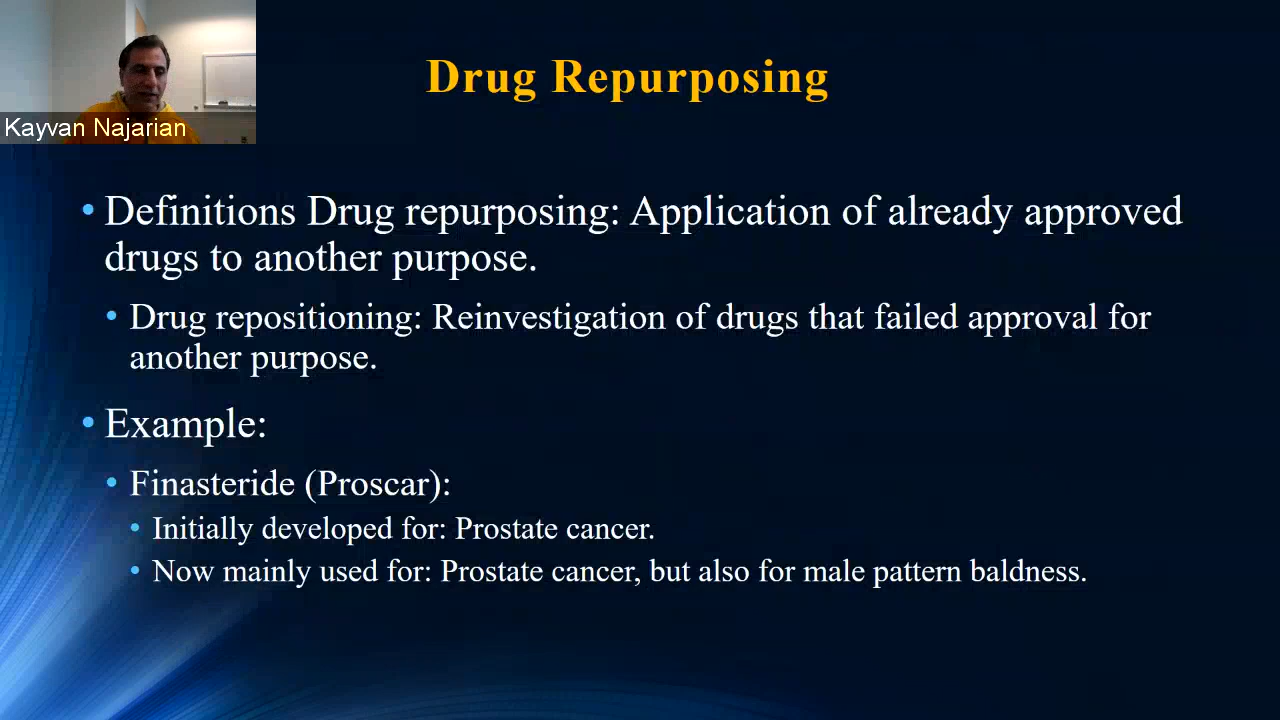 Drug Repurposing
Kayvan Najarian
• Definitions Drug repurposing: Application of already approved
drugs to another purpose.
• Drug repositioning: Reinvestigation of drugs that failed approval for
another purpose.
• Example:
• Finasteride (Proscar):
• Initially developed for: Prostate cancer.
• Now mainly used for: Prostate cancer, but also for male pattern baldness.